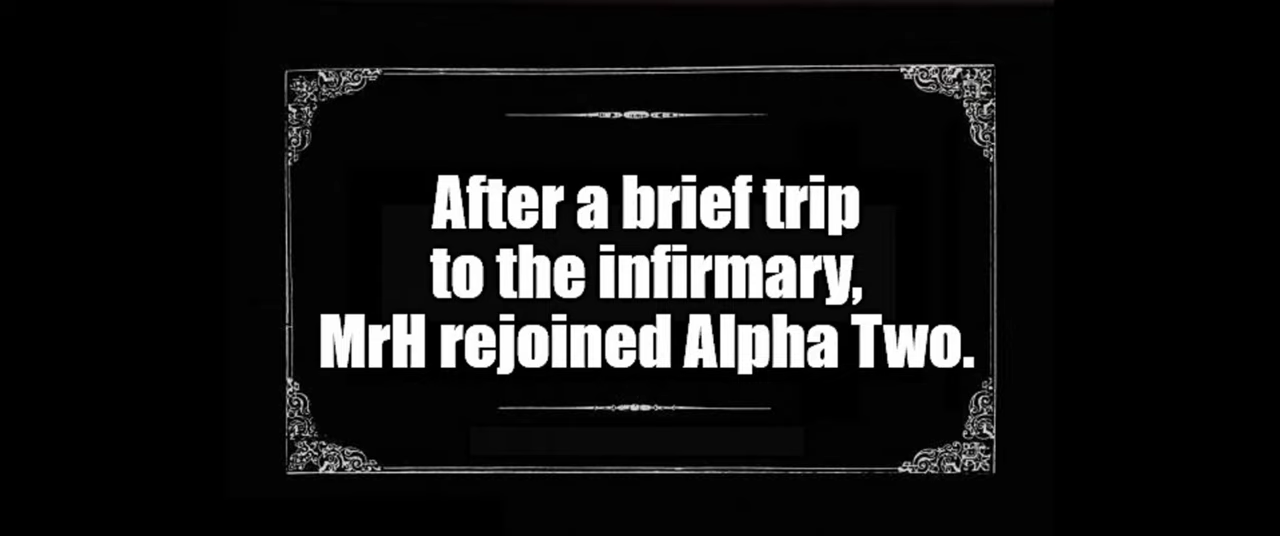 After a brief trip
to the infirmary,
MrH rejoined Alpha Two.